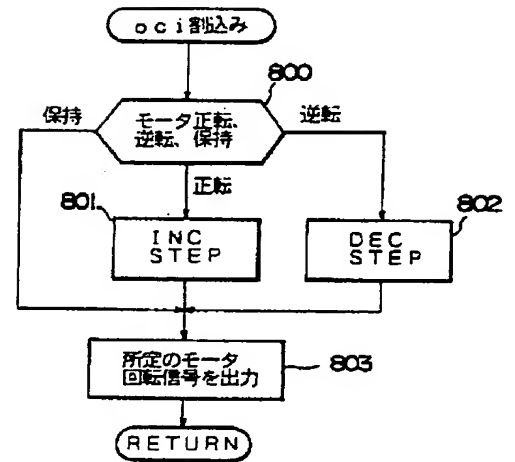 oci割込み
800
モータ正転、
逆転、保持
保持
逆転
正転
801
INC
STEP
802
DEC
STEP
所定のモータ
回転信号を出力
803
RETURN